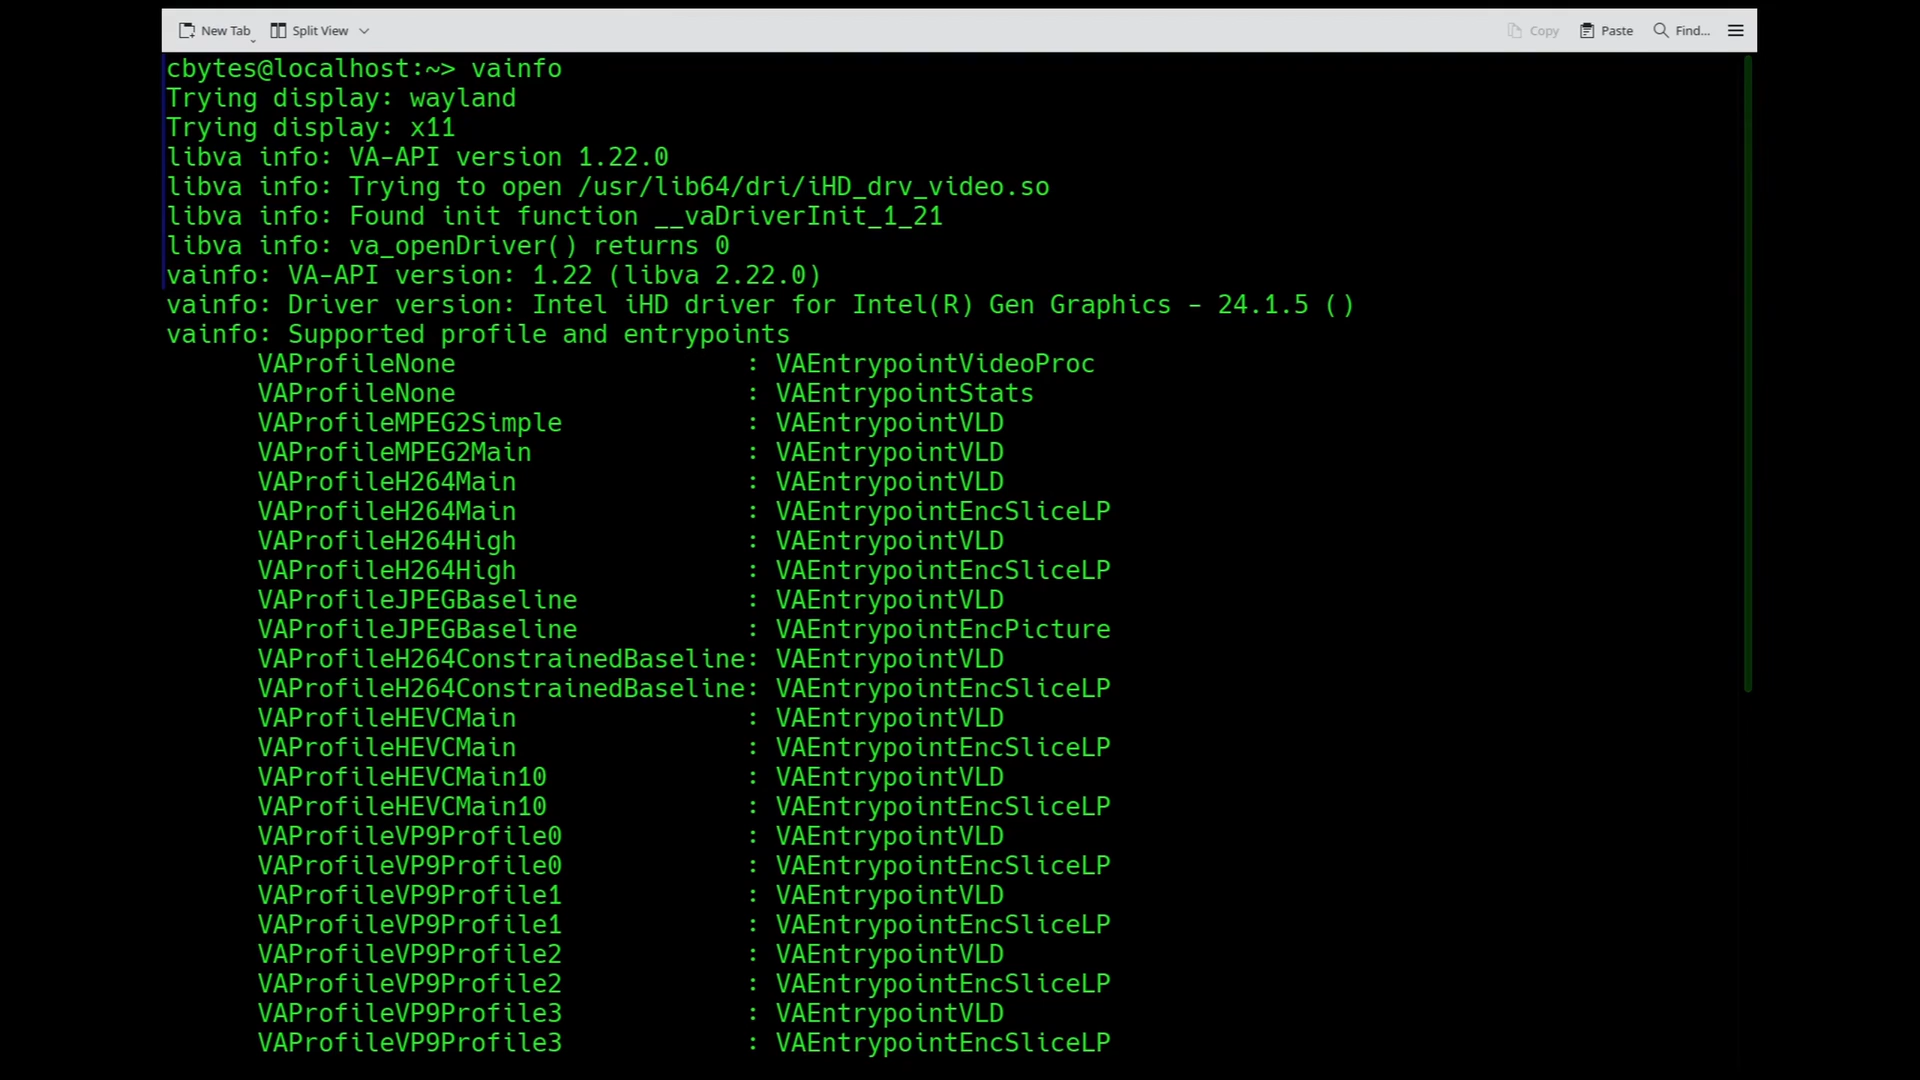 New Tab Split View Copy Paste Find...
cbytes@localhost:~> vainfo
Trying display: wayland
Trying display: x11
libva info: VA-API version 1.22.0
libva info: Trying to open /usr/lib64/dri/iHD_drv_video.so
libva info: Found init function __vaDriverInit_1_21
libva info: va_openDriver() returns 0
vainfo: VA-API version: 1.22 (libva 2.22.0)
vainfo: Driver version: Intel iHD driver for Intel(R) Gen Graphics - 24.1.5 ()
vainfo: Supported profile and entrypoints
VAProfileNone : VAEntrypointVideoProc
VAProfileNone : VAEntrypointStats
VAProfileMPEG2Simple : VAEntrypointVLD
VAProfileMPEG2Main : VAEntrypointVLD
VAProfileH264Main : VAEntrypointVLD
VAProfileH264Main : VAEntrypointEncSliceLP
VAProfileH264High : VAEntrypointVLD
VAProfileH264High : VAEntrypointEncSliceLP
VAProfileJPEGBaseline : VAEntrypointVLD
VAProfileJPEGBaseline : VAEntrypointEncPicture
VAProfileH264ConstrainedBaseline: VAEntrypointVLD
VAProfileH264ConstrainedBaseline: VAEntrypointEncSliceLP
VAProfileHEVCMain : VAEntrypointVLD
VAProfileHEVCMain : VAEntrypointEncSliceLP
VAProfileHEVCMain10 : VAEntrypointVLD
VAProfileHEVCMain10 : VAEntrypointEncSliceLP
VAProfileVP9Profile0 : VAEntrypointVLD
VAProfileVP9Profile0 : VAEntrypointEncSliceLP
VAProfileVP9Profile1 : VAEntrypointVLD
VAProfileVP9Profile1 : VAEntrypointEncSliceLP
VAProfileVP9Profile2 : VAEntrypointVLD
VAProfileVP9Profile2 : VAEntrypointEncSliceLP
VAProfileVP9Profile3 : VAEntrypointVLD
VAProfileVP9Profile3 : VAEntrypointEncSliceLP